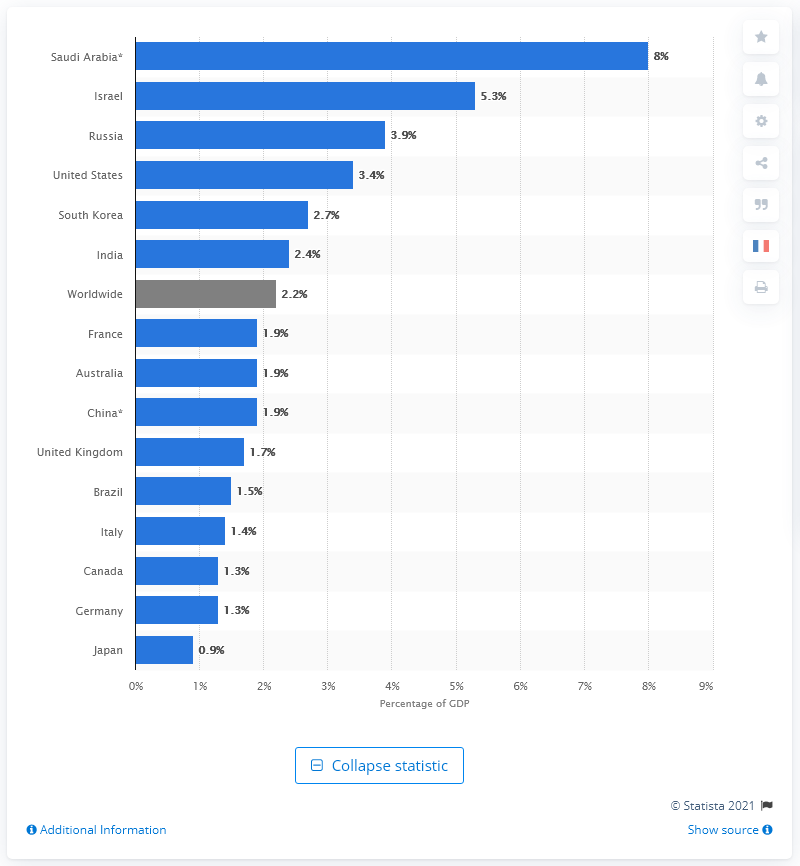 Saudi Arabia* 8%
Israel 5.3%
Russia 3.9%
United States 3.4%
South Korea 2.7%
India 2.4%
Worldwide 2.2%
France 1.9%
Australia 1.9%
China* 1.9%
United Kingdom 1.7%
Brazil 1.5%
Italy 1.4%
Canada 1.3%
Germany 1.3%
Japan 0.9%
0% 1% 2% 3% 4% 5% 6% 7% 8% 9%
Percentage of GDP
Collapse statistic
© Statista 2021
Additional Information Show source